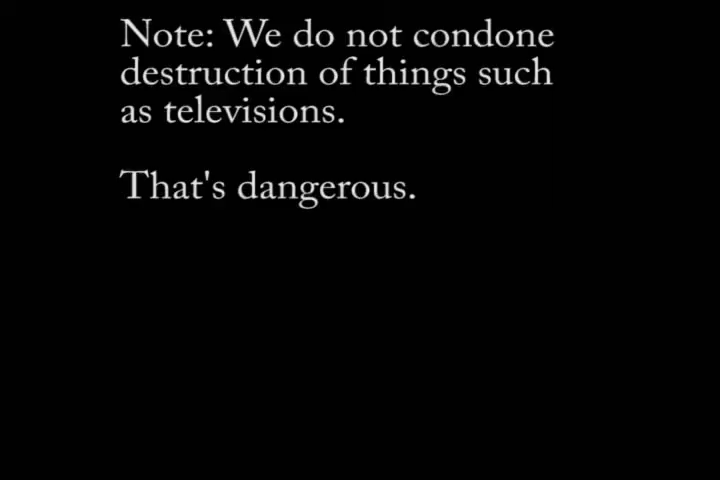 Note: We do not condone
destruction of things such
as televisions.
That's dangerous.